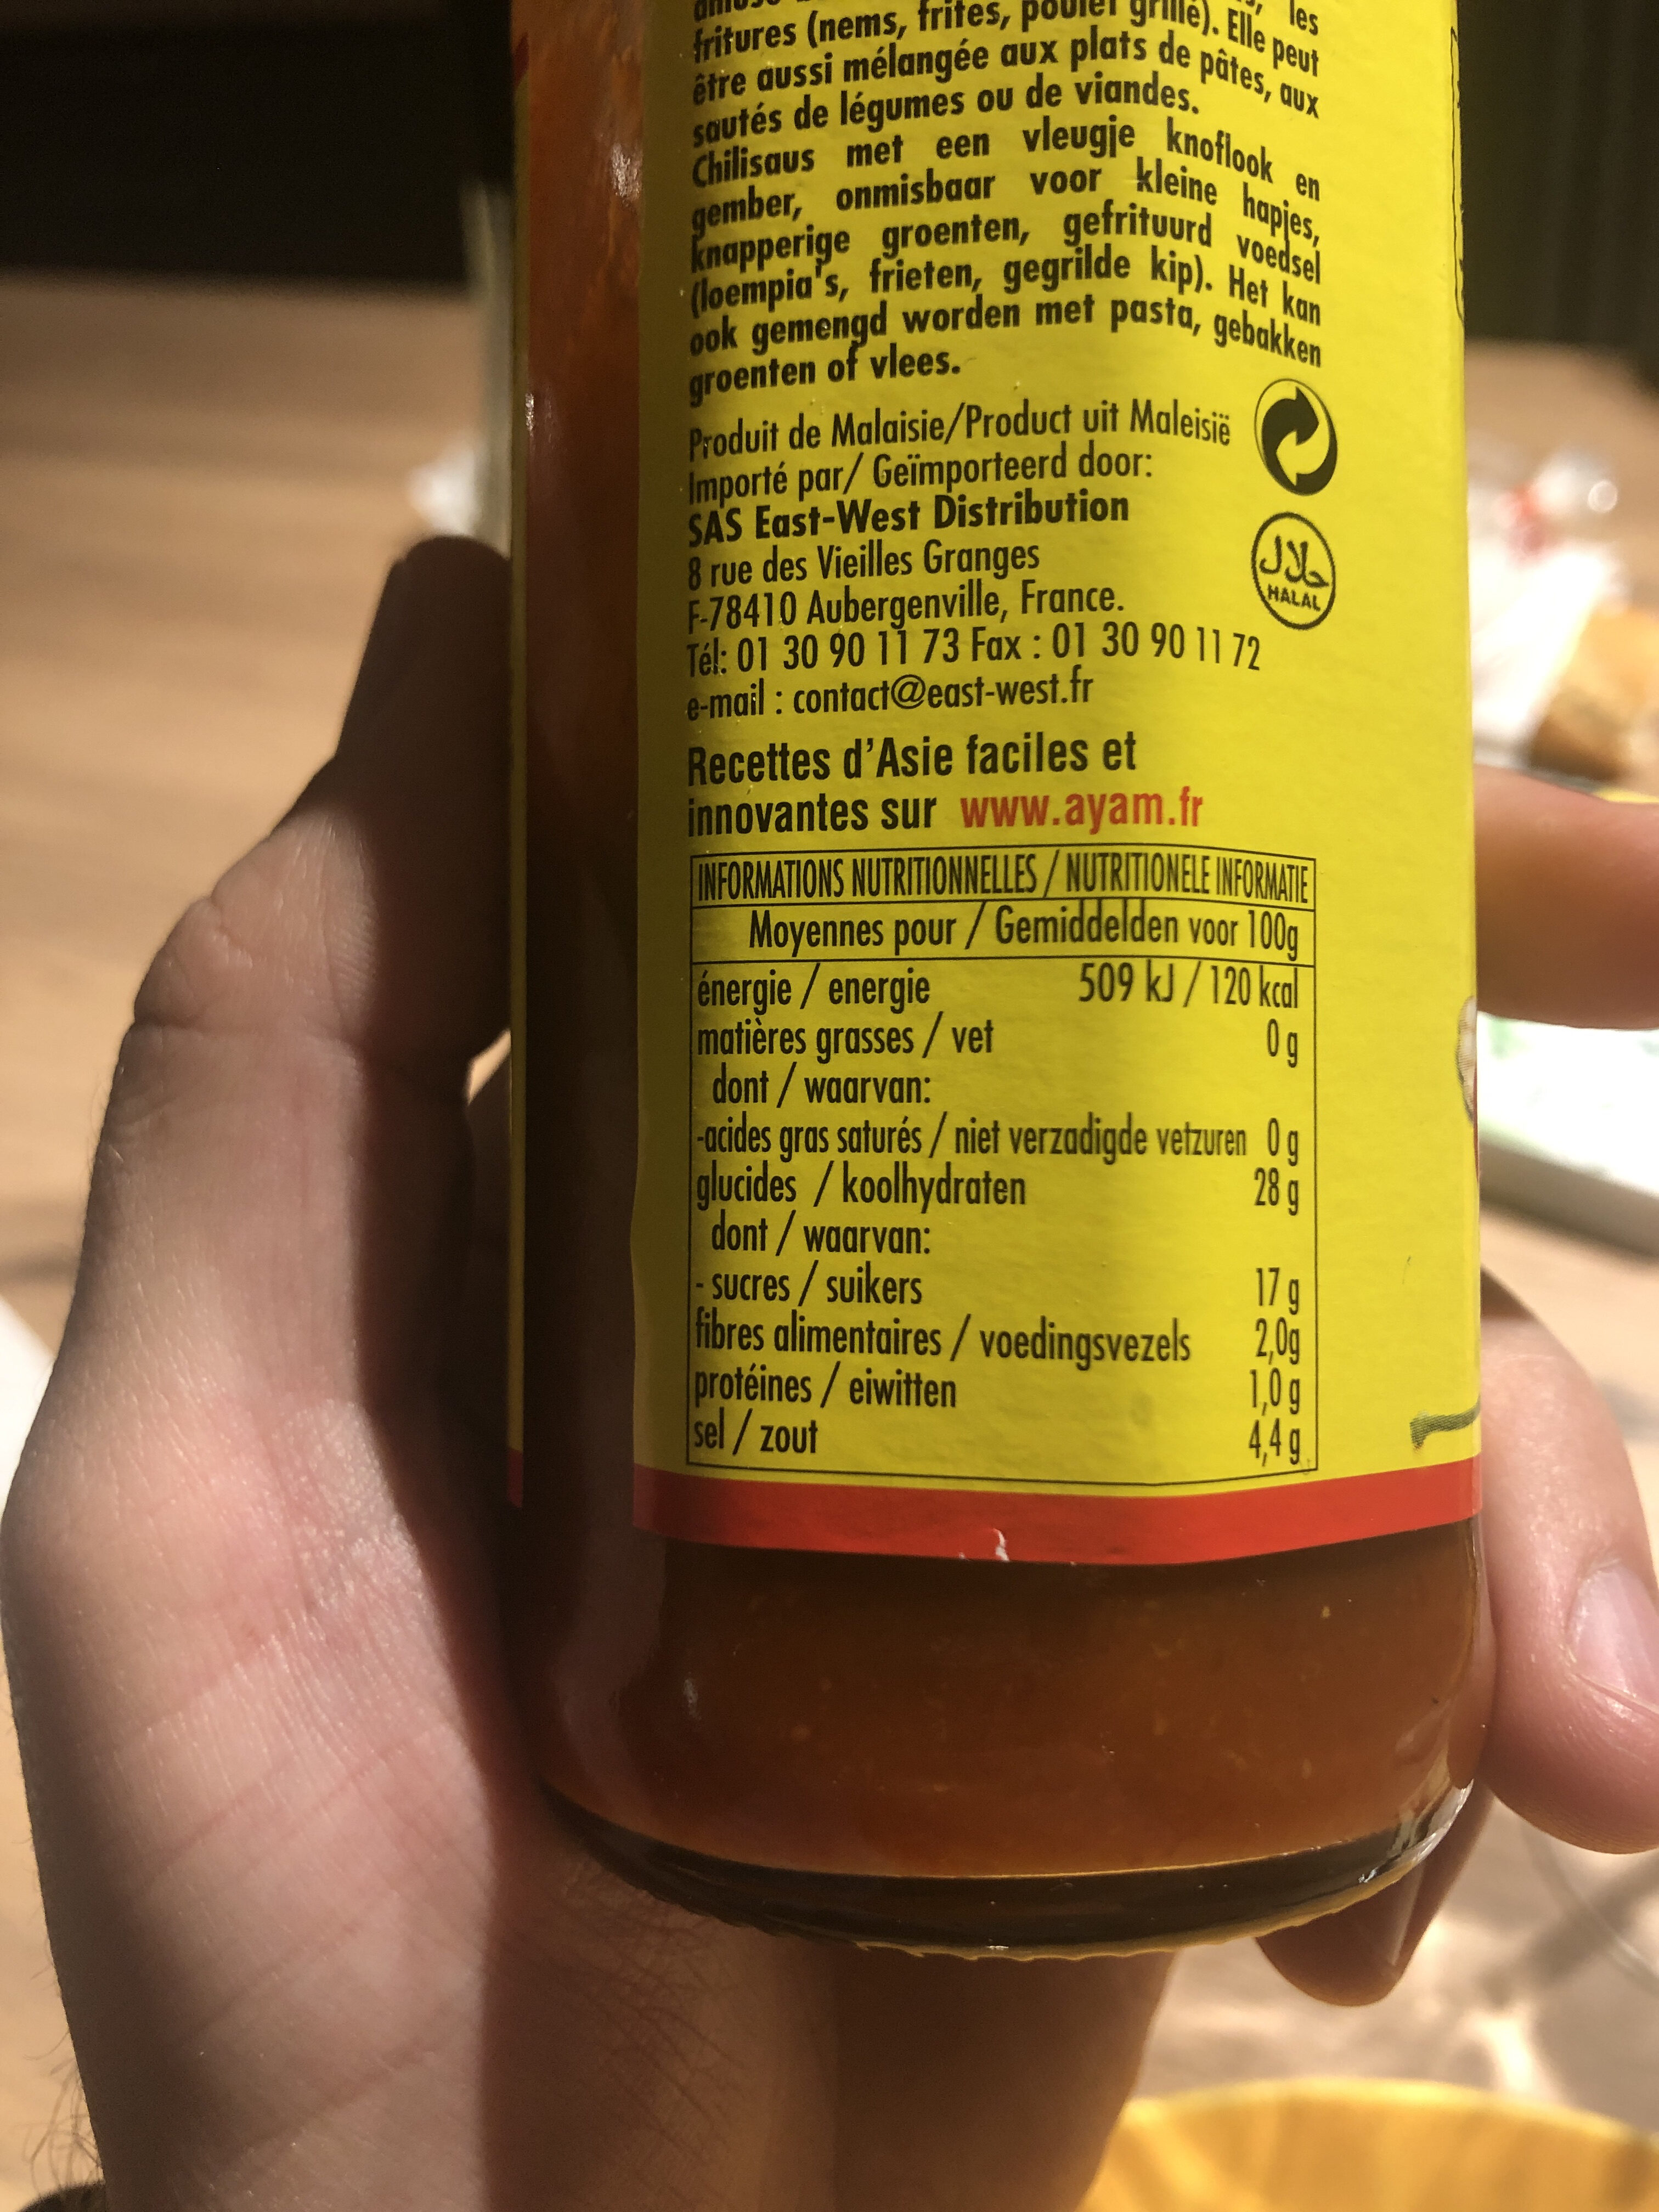 les
fritures (nems, frites, poulet grillé). Elle peut
être aussi mélangée aux plats de pâtes, aux
sautés de légumes ou de viandes.
Chilisaus met een vleugje knoflook en
gember, onmisbaar voor kleine hapjes,
knapperige groenten, gefrituurd voedsel
(loempia's, frieten, gegrilde kip). Het kan
ook gemengd worden met pasta, gebakken
groenten of vlees.
Produit de Malaisie/Product uit Maleisië
Importé par/ Geïmporteerd door:
SAS East-West Distribution
8 rue des Vieilles Granges
F-78410 Aubergenville, France.
حلال
HALAL
Tél: 01 30 90 11 73 Fax : 01 30 90 11 72
e-mail : contact@east-west.fr
Recettes d'Asie faciles et
innovantes sur www.ayam.fr
INFORMATIONS NUTRITIONNELLES / NUTRITIONELE INFORMATIE
Moyennes pour / Gemiddelden voor 100g
énergie / energie 509 kJ / 120 kcal
matières grasses / vet 0 g
dont / waarvan:
-acides gras saturés / niet verzadigde vetzuren 0 g
glucides / koolhydraten 28 g
dont / waarvan:
- sucres / suikers 17 g
fibres alimentaires / voedingsvezels 2,0g
protéines / eiwitten 1,0 g
sel / zout 4,4 g